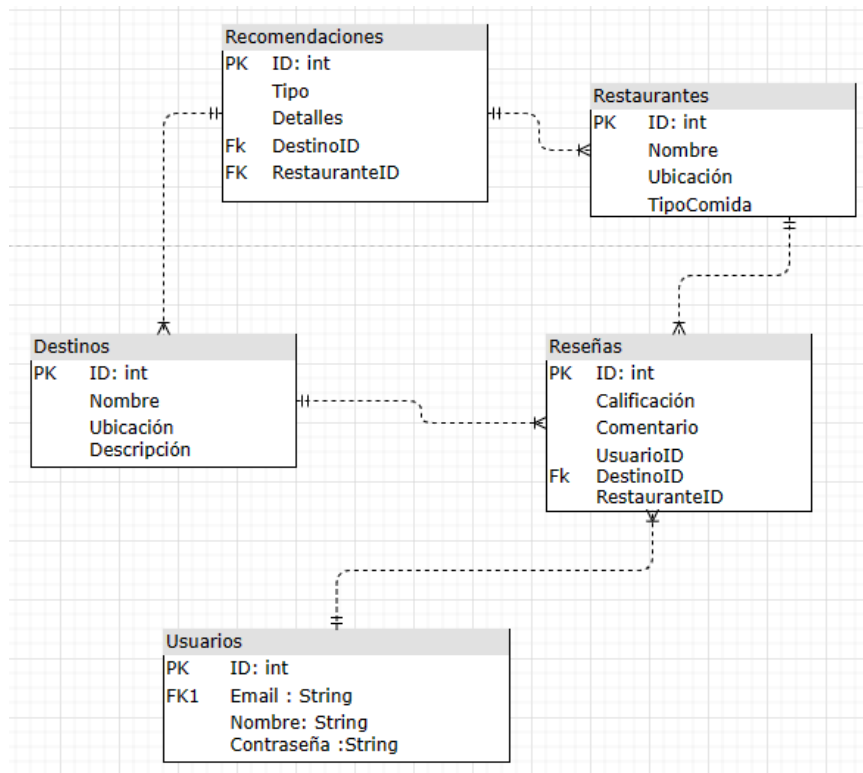 Recomendaciones
PK ID: int
Tipo
Detalles
Fk DestinoID
FK RestauranteID
Restaurantes
PK ID: int
Nombre
Ubicación
TipoComida
Destinos
PK ID: int
Nombre
Ubicación
Descripción
Reseñas
PK ID: int
Calificación
Comentario
UsuarioID
Fk DestinoID
RestauranteID
Usuarios
PK ID: int
FK1 Email : String
Nombre: String
Contraseña :String